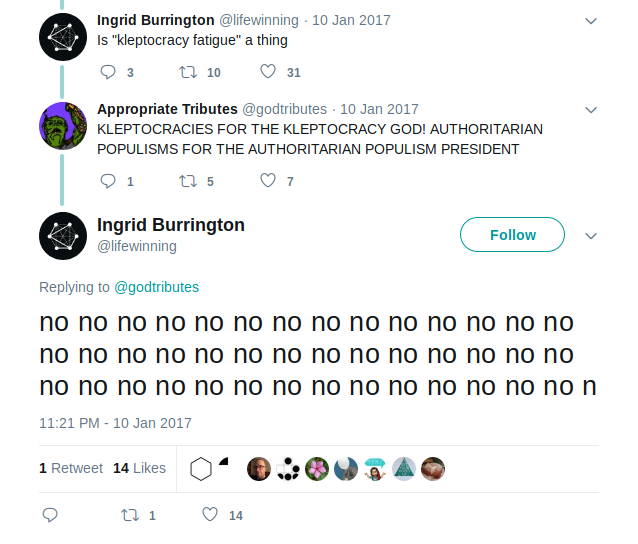 Ingrid Burrington @lifewinning · 10 Jan 2017
Is "kleptocracy fatigue" a thing
3 10 31
Appropriate Tributes @godtributes · 10 Jan 2017
KLEPTOCRACIES FOR THE KLEPTOCRACY GOD! AUTHORITARIAN
POPULISMS FOR THE AUTHORITARIAN POPULISM PRESIDENT
1 5 7
Ingrid Burrington
@lifewinning
Follow
Replying to @godtributes
no no no no no no no no no no no no no no
no no no no no no no no no no no no no no
no no no no no no no no no no no no no no n
11:21 PM - 10 Jan 2017
1 Retweet 14 Likes
1 14